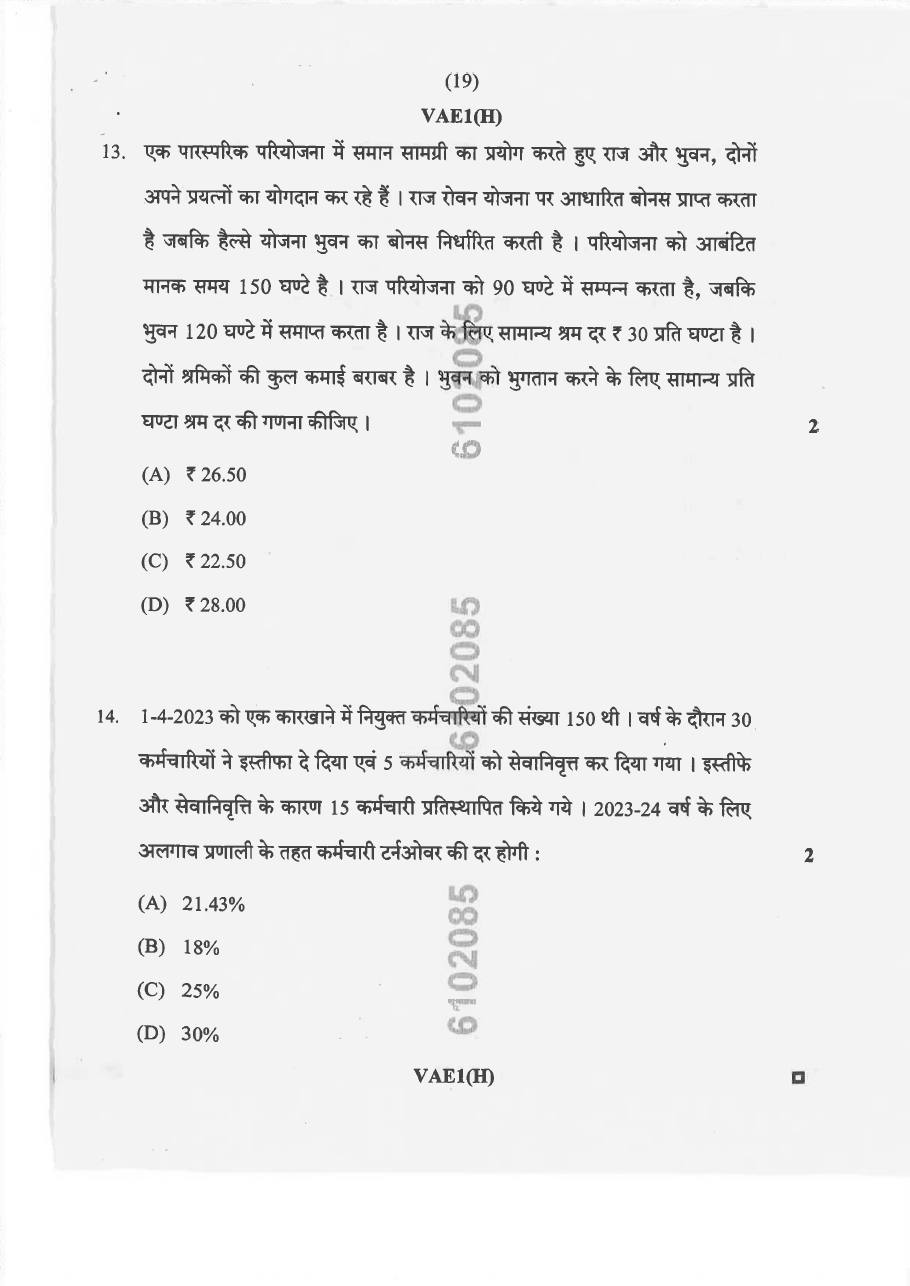 (19)
VAE1(H)
13. एक पारस्परिक परियोजना में समान सामग्री का प्रयोग करते हुए राज और भुवन, दोनों
अपने प्रयत्नों का योगदान कर रहे हैं । राज रोवन योजना पर आधारित बोनस प्राप्त करता
है जबकि हैल्से योजना भुवन का बोनस निर्धारित करती है । परियोजना को आबंटित
मानक समय 150 घण्टे है । राज परियोजना को 90 घण्टे में सम्पन्न करता है, जबकि
भुवन 120 घण्टे में समाप्त करता है । राज के लिए सामान्य श्रम दर ₹ 30 प्रति घण्टा है ।
दोनों श्रमिकों की कुल कमाई बराबर है । भुवन को भुगतान करने के लिए सामान्य प्रति
घण्टा श्रम दर की गणना कीजिए । 2
(A) ₹ 26.50
(B) ₹ 24.00
(C) ₹ 22.50
(D) ₹ 28.00
6102085
14. 1-4-2023 को एक कारखाने में नियुक्त कर्मचारियों की संख्या 150 थी । वर्ष के दौरान 30
कर्मचारियों ने इस्तीफा दे दिया एवं 5 कर्मचारियों को सेवानिवृत्त कर दिया गया । इस्तीफे
और सेवानिवृत्ति के कारण 15 कर्मचारी प्रतिस्थापित किये गये । 2023-24 वर्ष के लिए
अलगाव प्रणाली के तहत कर्मचारी टर्नओवर की दर होगी : 2
6102085
(A) 21.43%
(B) 18%
(C) 25%
(D) 30%
6102085
VAE1(H)